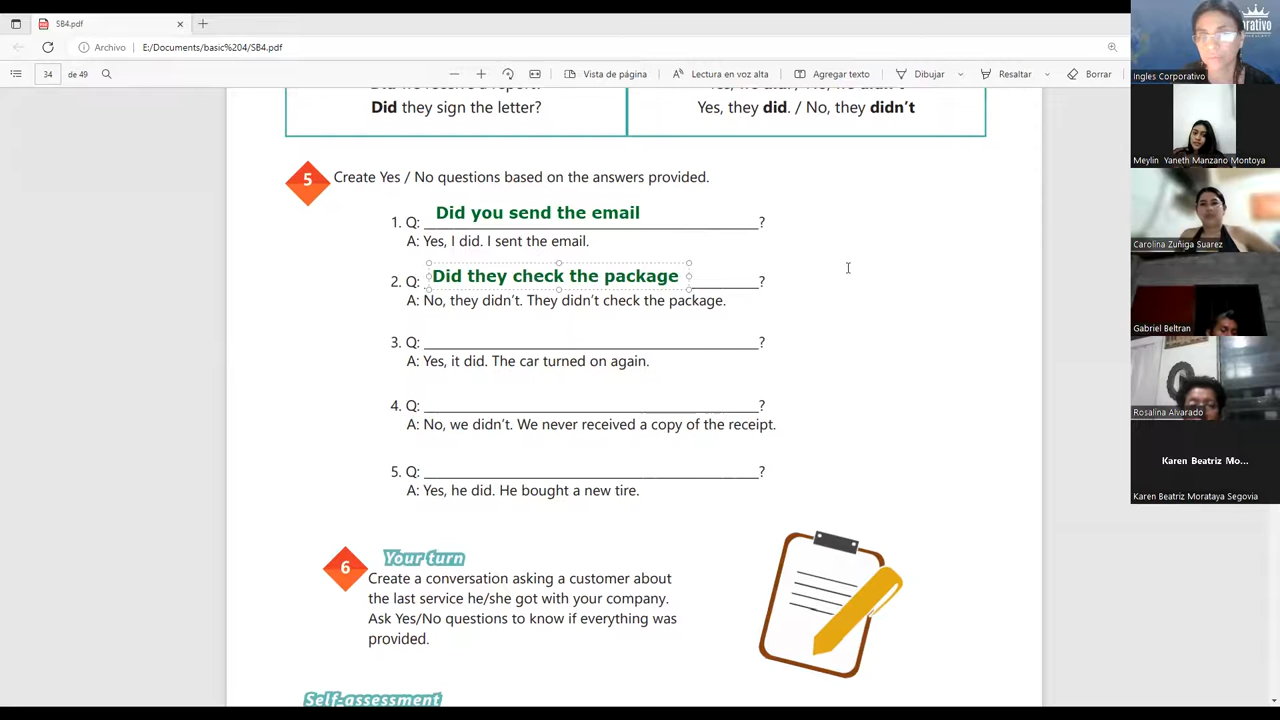 SB4.pdf
Archivo
E:/Documents/basic%204/SB4.pdf
34
de 49
Vista de página
Lectura en voz alta
Agregar texto
Dibujar
Resaltar
Borrar
Did they sign the letter?
Yes, they did. / No, they didn't
5
Create Yes / No questions based on the answers provided.
1. Q: Did you send the email ?
A: Yes, I did. I sent the email.
2. Q: Did they check the package ?
A: No, they didn't. They didn't check the package.
3. Q: ?
A: Yes, it did. The car turned on again.
4. Q: ?
A: No, we didn't. We never received a copy of the receipt.
5. Q: ?
A: Yes, he did. He bought a new tire.
6
Your turn
Create a conversation asking a customer about
the last service he/she got with your company.
Ask Yes/No questions to know if everything was
provided.
Self-assessment
Ingles Corporativo
Meylin Yaneth Manzano Montoya
Carolina Zuñiga Suarez
Gabriel Beltran
Rosalina Alvarado
Karen Beatriz Mo...
Karen Beatriz Morataya Segovia